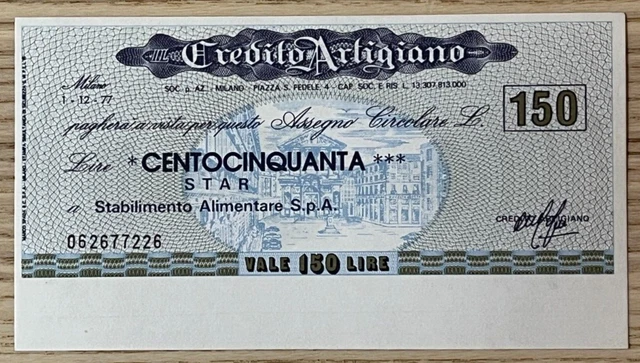 IL Credito Artigiano
SOC. p. AZ. - MILANO - PIAZZA S. FEDELE, 4 - CAP. SOC. E RIS. L. 13.307.813.000
Milano
1-12-77
150
pagherà a vista per questo Assegno Circolare L.
Lire *CENTOCINQUANTA ***
STAR
a Stabilimento Alimentare S.p.A.
CREDITO ARTIGIANO
062677226
VALE 150 LIRE